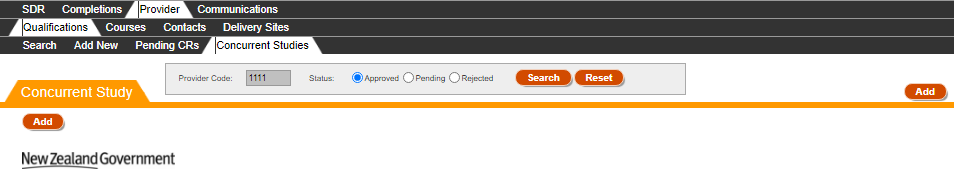 SDR Completions Provider Communications
Qualifications Courses Contacts Delivery Sites
Search Add New Pending CRs Concurrent Studies
Provider Code: 1111 Status: Approved Pending Rejected Search Reset
Concurrent Study
Add
Add
New Zealand Government